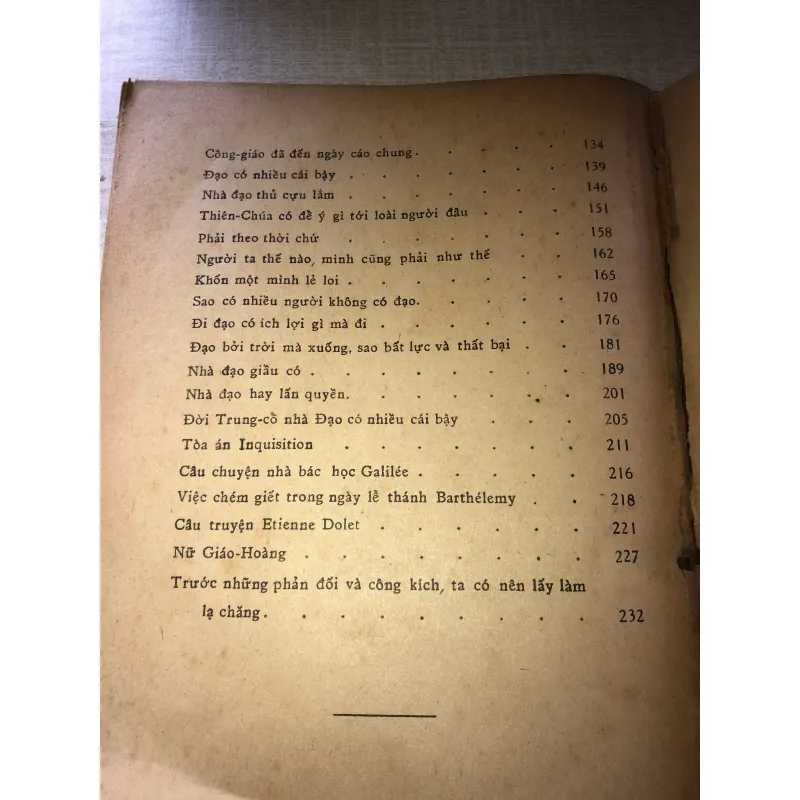 Công-giáo đã đến ngày cáo chung. . . . . . 134
Đạo có nhiều cái bậy . . . . . . . 139
Nhà đạo thủ cựu lắm . . . . . . . 146
Thiên-Chúa có để ý gì tới loài người đâu . . . 151
Phải theo thời chứ . . . . . . . 158
Người ta thế nào, mình cũng phải như thế . . 162
Khốn một mình lẻ loi . . . . . . 165
Sao có nhiều người không có đạo. . . . . 170
Đi đạo có ích lợi gì mà đi . . . . . . 176
Đạo bởi trời mà xuống, sao bất lực và thất bại . . 181
Nhà đạo giầu có . . . . . . . . 189
Nhà đạo hay lấn quyền. . . . . . . 201
Đời Trung-cổ nhà Đạo có nhiều cái bậy . . . 205
Tòa án Inquisition . . . . . . . 211
Câu chuyện nhà bác học Galilée . . . . . 216
Việc chém giết trong ngày lễ thánh Barthélemy . . 218
Câu truyện Etienne Dolet . . . . . . 221
Nữ Giáo-Hoàng . . . . . . . . 227
Trước những phản đối và công kích, ta có nên lấy làm
lạ chăng. . . . . . . . . 232